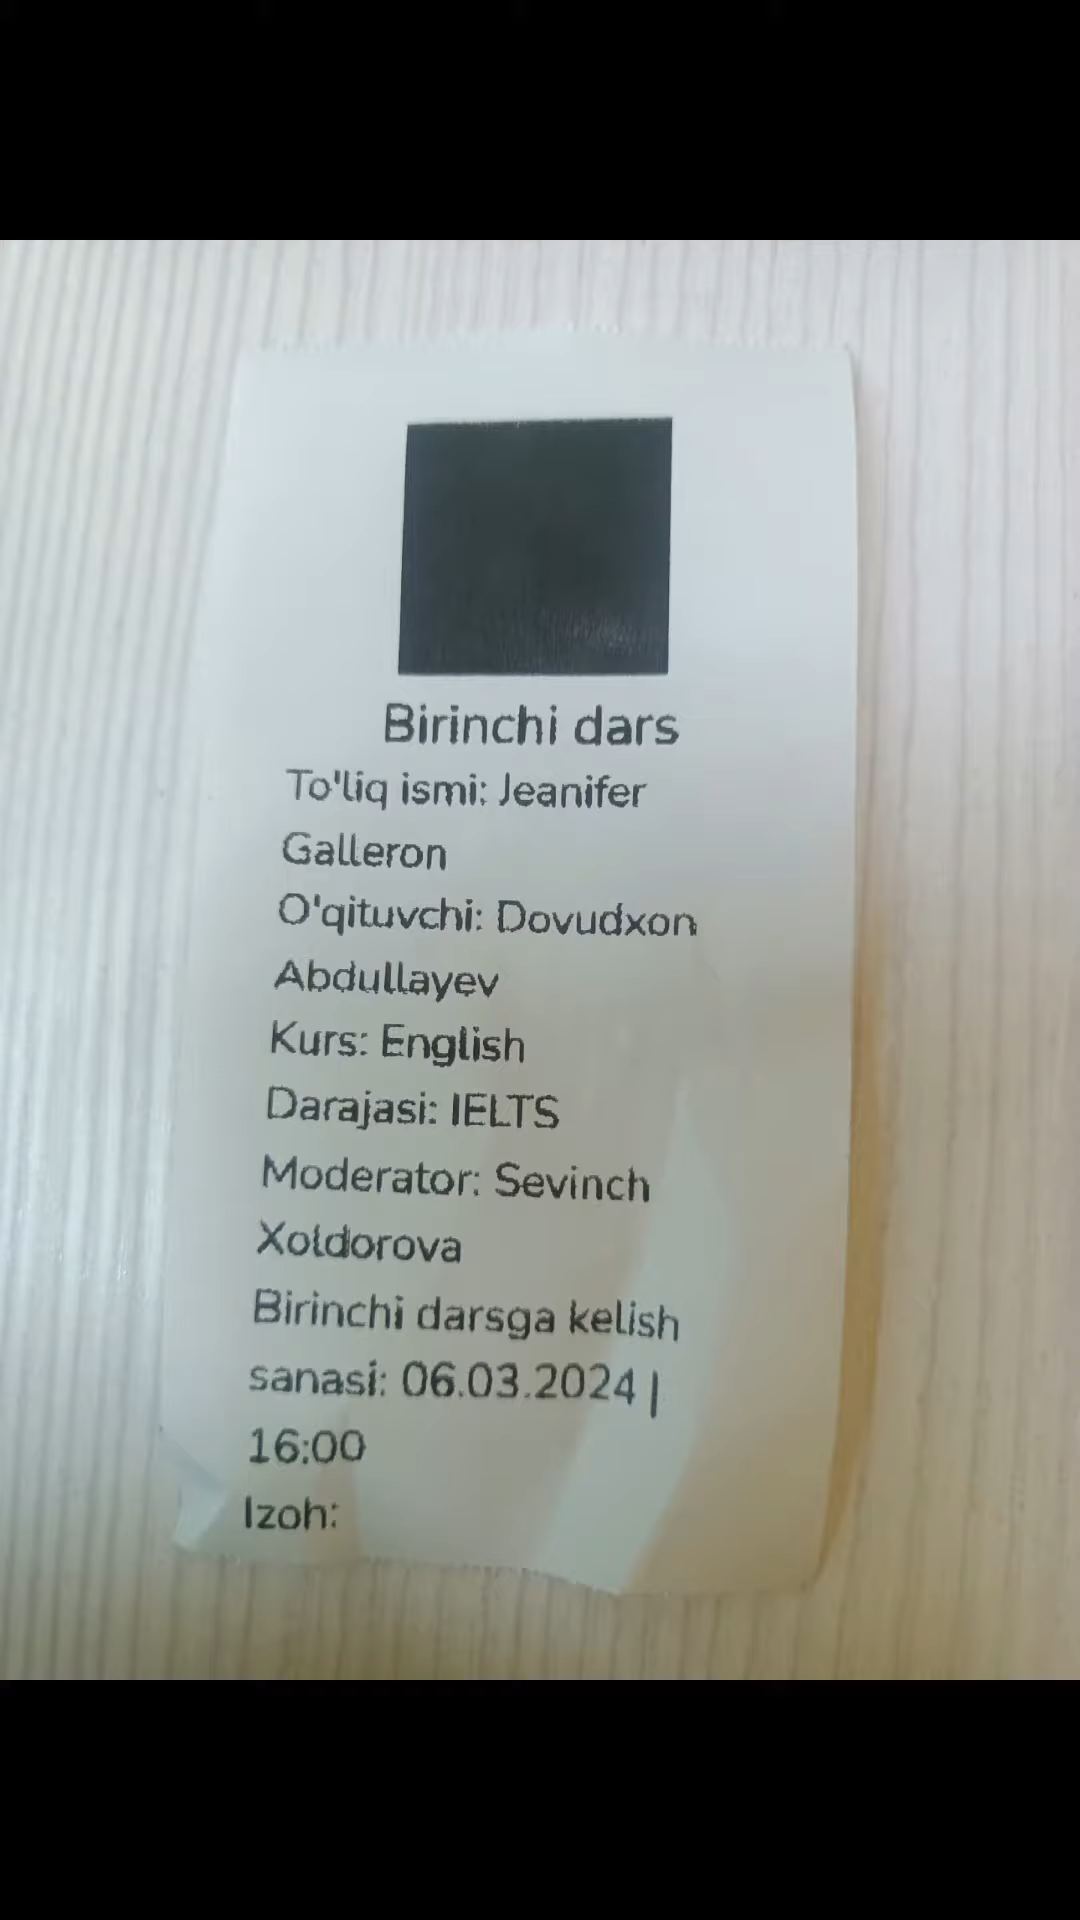 Birinchi dars
To'liq ismi: Jeanifer
Galleron
O'qituvchi: Dovudxon
Abdullayev
Kurs: English
Darajasi: IELTS
Moderator: Sevinch
Xoldorova
Birinchi darsga kelish
sanasi: 06.03.2024 |
16:00
Izoh: